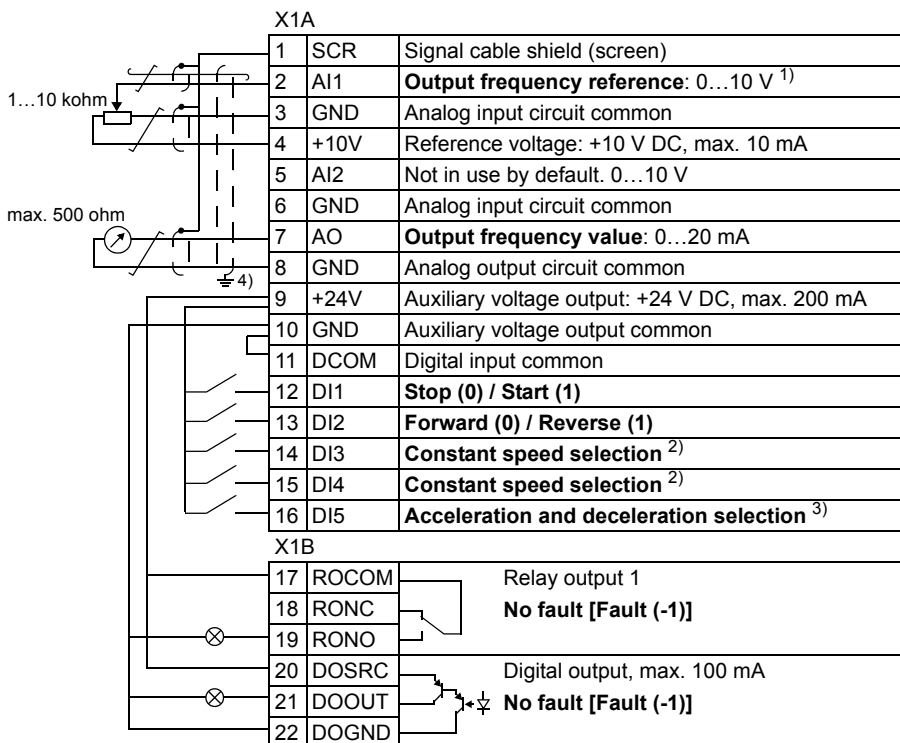 X1A
1 SCR Signal cable shield (screen)
2 AI1 Output frequency reference: 0…10 V 1)
1…10 kohm
3 GND Analog input circuit common
4 +10V Reference voltage: +10 V DC, max. 10 mA
5 AI2 Not in use by default. 0…10 V
6 GND Analog input circuit common
max. 500 ohm
7 AO Output frequency value: 0…20 mA
8 GND Analog output circuit common
4)
9 +24V Auxiliary voltage output: +24 V DC, max. 200 mA
10 GND Auxiliary voltage output common
11 DCOM Digital input common
12 DI1 Stop (0) / Start (1)
13 DI2 Forward (0) / Reverse (1)
14 DI3 Constant speed selection 2)
15 DI4 Constant speed selection 2)
16 DI5 Acceleration and deceleration selection 3)
X1B
17 ROCOM Relay output 1
18 RONC No fault [Fault (-1)]
19 RONO
20 DOSRC Digital output, max. 100 mA
21 DOOUT No fault [Fault (-1)]
22 DOGND